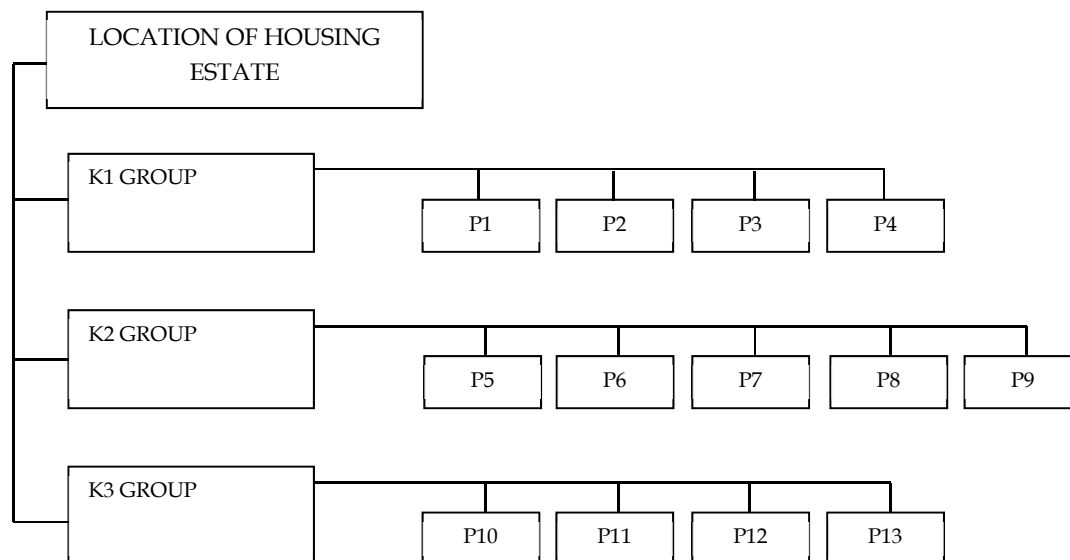 LOCATION OF HOUSING
ESTATE
K1 GROUP
P1 P2 P3 P4
K2 GROUP
P5 P6 P7 P8 P9
K3 GROUP
P10 P11 P12 P13